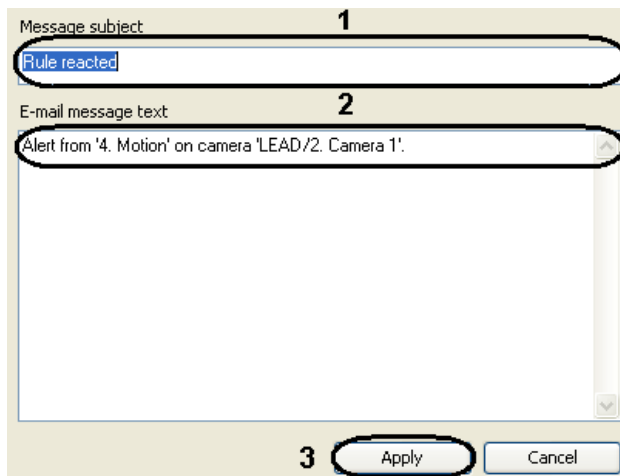 Message subject 1
Rule reacted
E-mail message text 2
Alert from '4. Motion' on camera 'LEAD/2. Camera 1'.
3 Apply Cancel